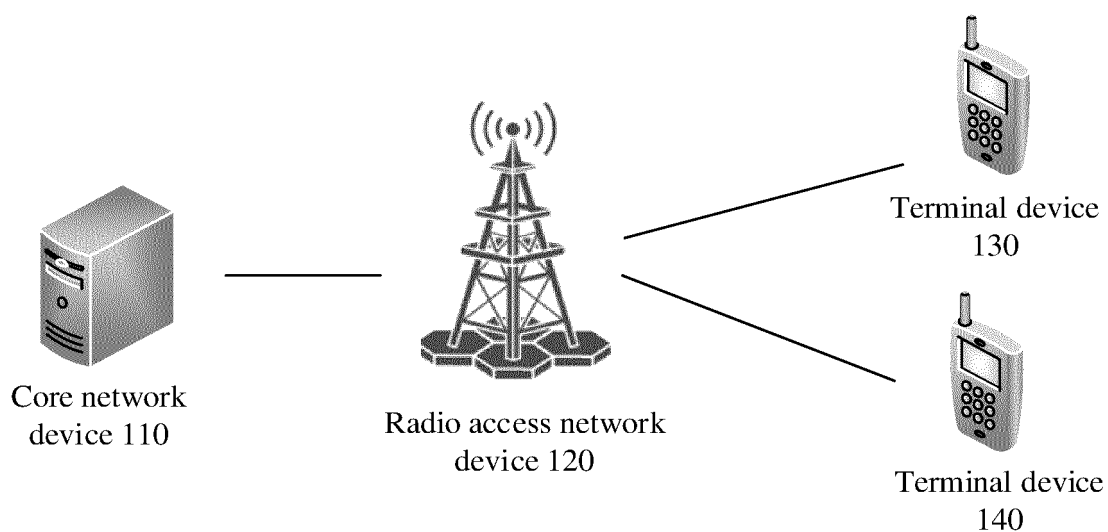 Core network
device 110
Radio access network
device 120
Terminal device
130
Terminal device
140